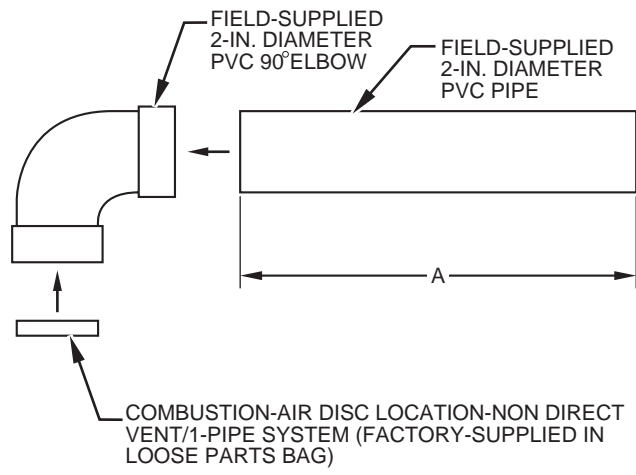 FIELD-SUPPLIED
2-IN. DIAMETER
PVC 90°ELBOW
FIELD-SUPPLIED
2-IN. DIAMETER
PVC PIPE
A
COMBUSTION-AIR DISC LOCATION-NON DIRECT
VENT/1-PIPE SYSTEM (FACTORY-SUPPLIED IN
LOOSE PARTS BAG)